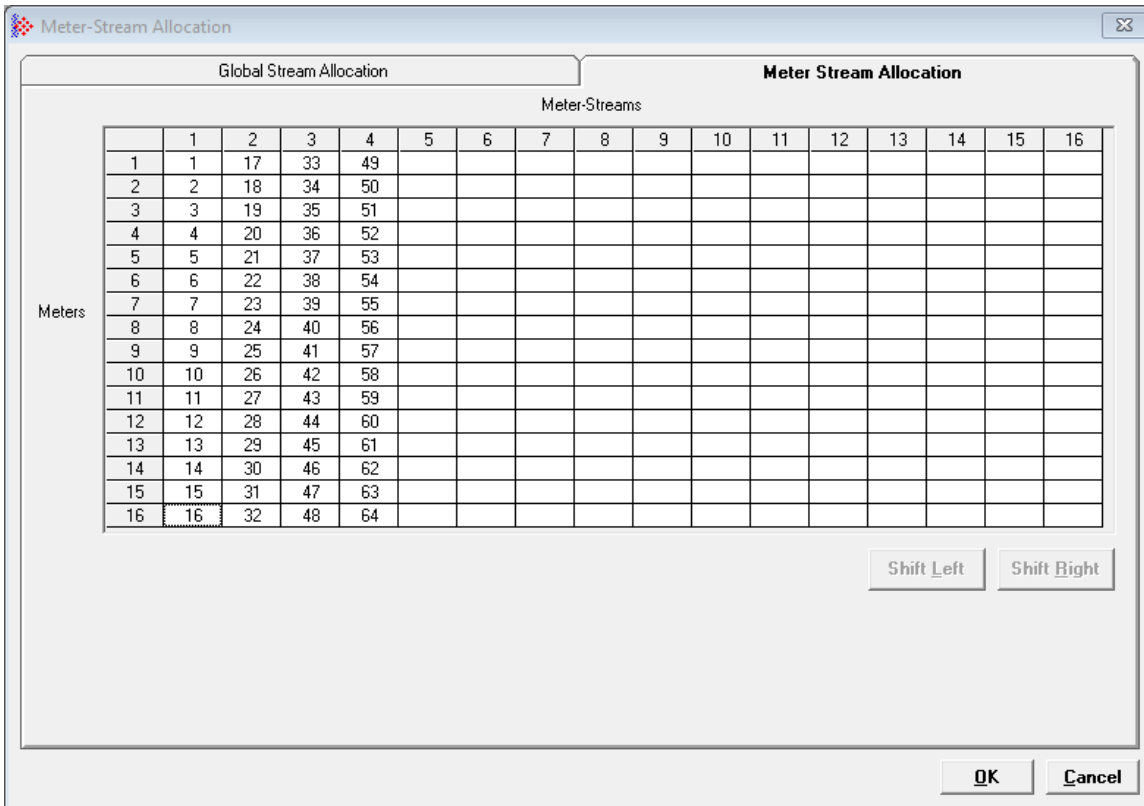 Meter-Stream Allocation
Global Stream Allocation Meter Stream Allocation
Meter-Streams
1 2 3 4 5 6 7 8 9 10 11 12 13 14 15 16
1 1 17 33 49
2 2 18 34 50
3 3 19 35 51
4 4 20 36 52
5 5 21 37 53
6 6 22 38 54
Meters 7 7 23 39 55
8 8 24 40 56
9 9 25 41 57
10 10 26 42 58
11 11 27 43 59
12 12 28 44 60
13 13 29 45 61
14 14 30 46 62
15 15 31 47 63
16 16 32 48 64
Shift Left Shift Right
OK Cancel